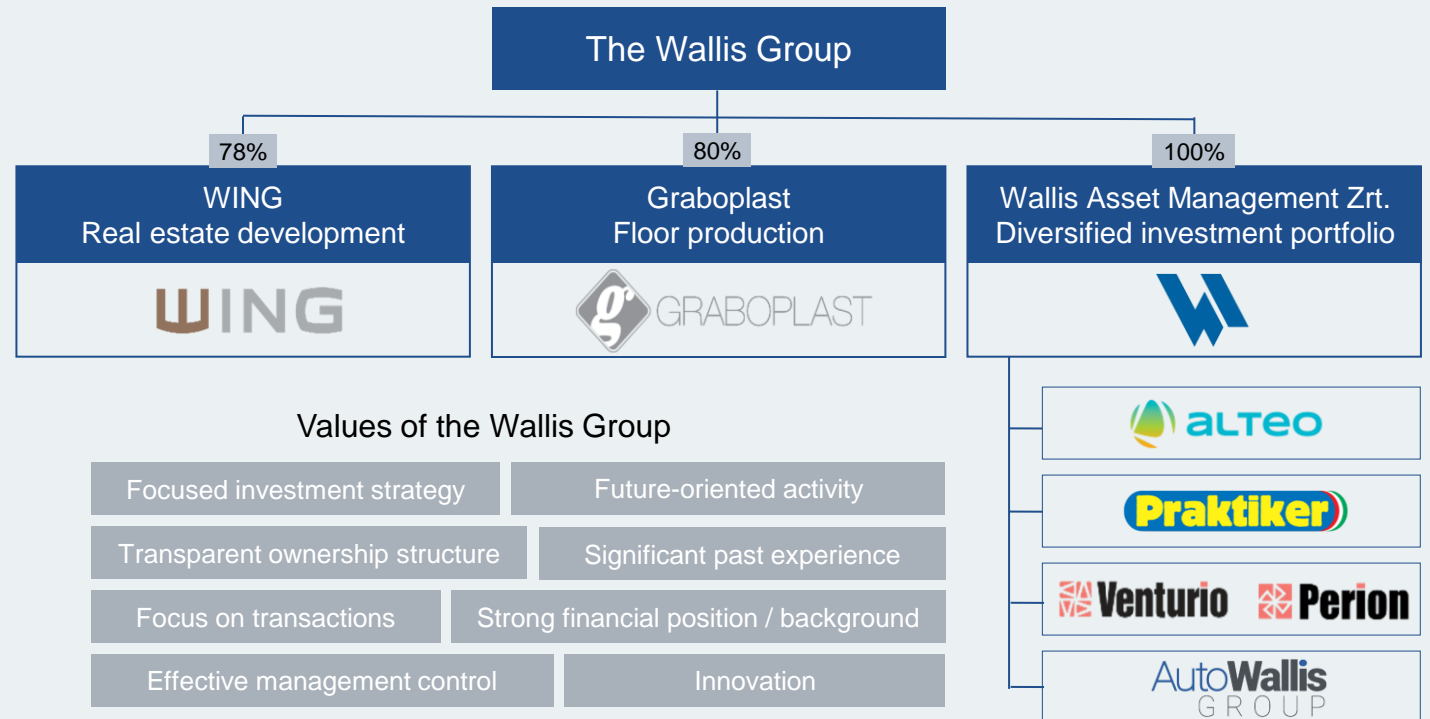 The Wallis Group
78%
80%
100%
WING
Real estate development
WING
Graboplast
Floor production
g GRABOPLAST
Wallis Asset Management Zrt.
Diversified investment portfolio
ALTEO
Praktiker
Venturio Perion
AutoWallis
GROUP
Values of the Wallis Group
Focused investment strategy
Future-oriented activity
Transparent ownership structure
Significant past experience
Focus on transactions
Strong financial position / background
Effective management control
Innovation